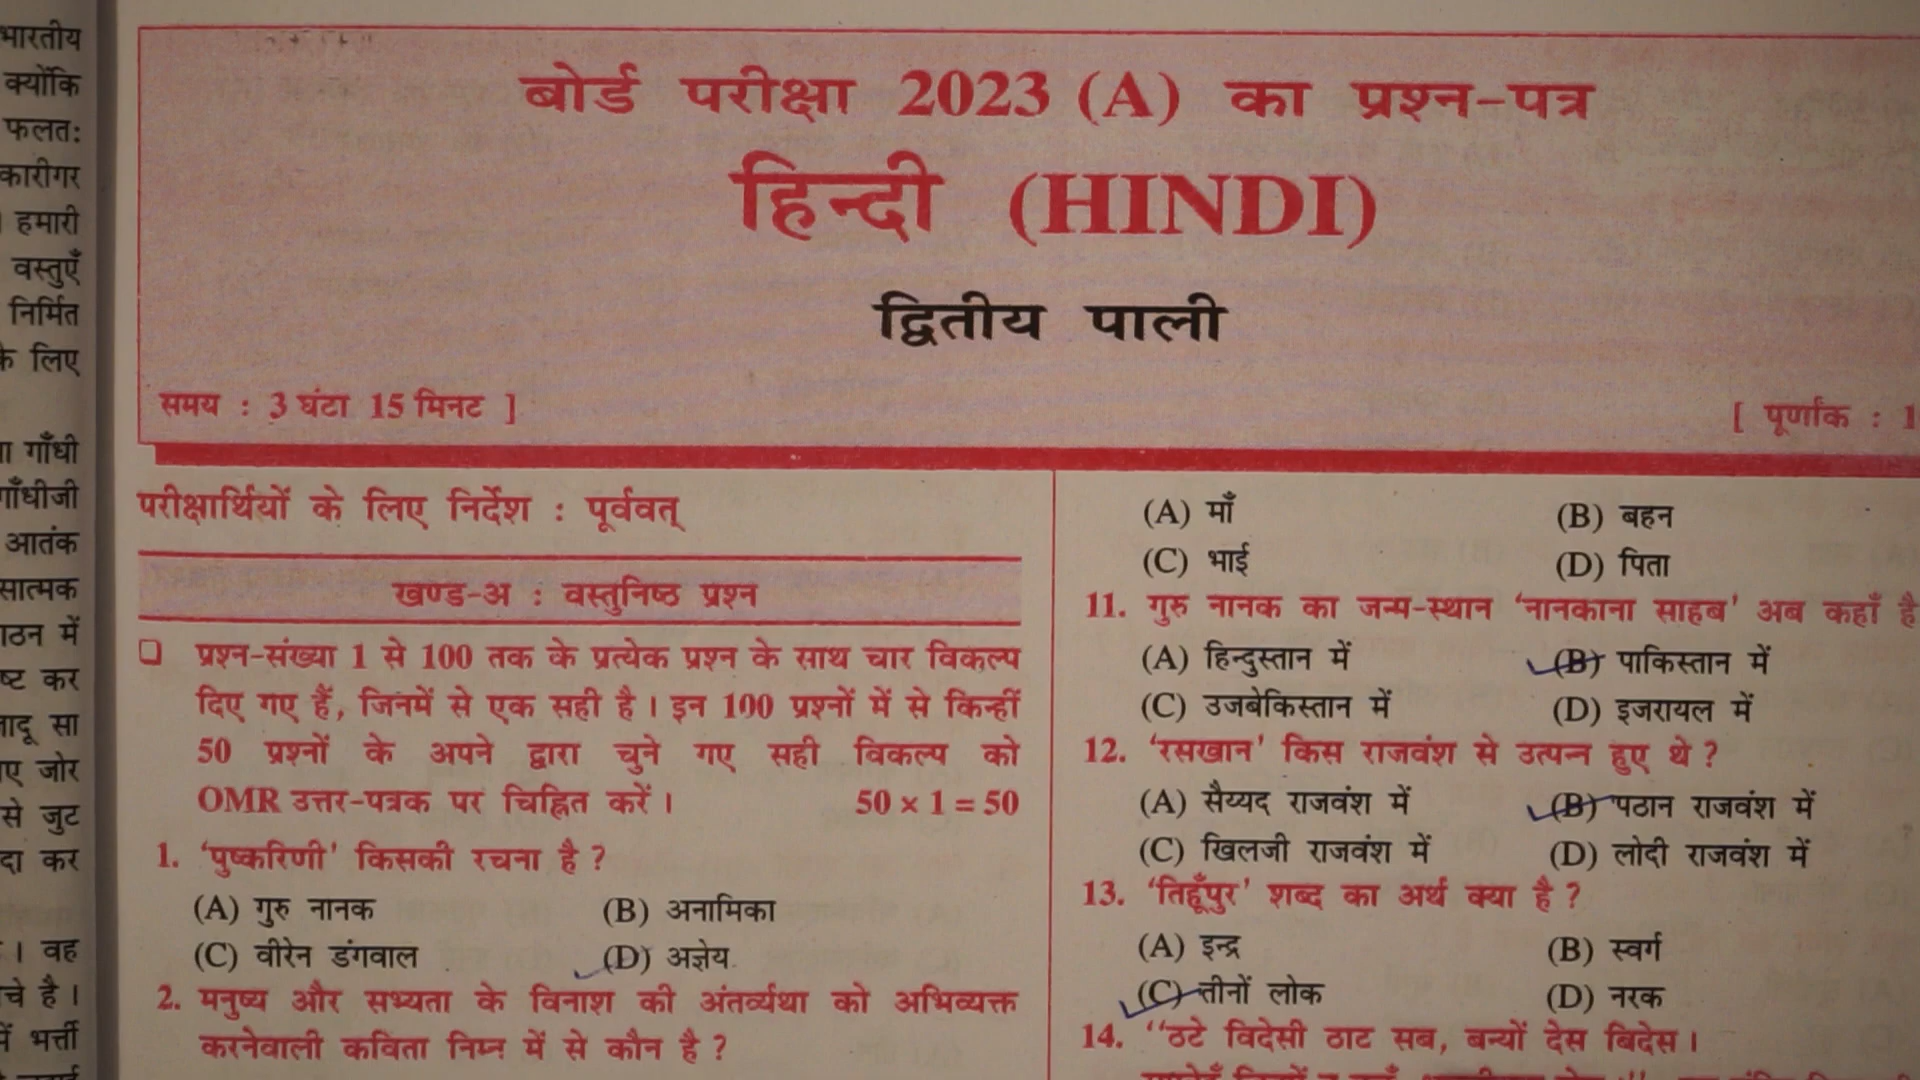 भारतीय
क्योंकि
फलतः
कारीगर
हमारी
वस्तुएँ
निर्मित
के लिए
गाँधी
गाँधीजी
आतंक
में
कर
सा
जोर
से जुट
कर
। वह
है ।
भर्त्ती
बोर्ड परीक्षा 2023 (A) का प्रश्न-पत्र
हिन्दी (HINDI)
द्वितीय पाली
समय : 3 घंटा 15 मिनट ] [ पूर्णांक : 1
परीक्षार्थियों के लिए निर्देश : पूर्ववत्
खण्ड-अ : वस्तुनिष्ठ प्रश्न
❑ प्रश्न-संख्या 1 से 100 तक के प्रत्येक प्रश्न के साथ चार विकल्प
दिए गए हैं, जिनमें से एक सही है । इन 100 प्रश्नों में से किन्हीं
50 प्रश्नों के अपने द्वारा चुने गए सही विकल्प को
OMR उत्तर-पत्रक पर चिह्नित करें । 50 x 1 = 50
1. 'पुष्करिणी' किसकी रचना है ?
(A) गुरु नानक (B) अनामिका
(C) वीरेन डंगवाल (D) अज्ञेय
2. मनुष्य और सभ्यता के विनाश की अंतर्व्यथा को अभिव्यक्त
करनेवाली कविता निम्न में से कौन है ?
(A) माँ (B) बहन
(C) भाई (D) पिता
11. गुरु नानक का जन्म-स्थान 'नानकाना साहब' अब कहाँ है
(A) हिन्दुस्तान में (B) पाकिस्तान में
(C) उजबेकिस्तान में (D) इजरायल में
12. 'रसखान' किस राजवंश से उत्पन्न हुए थे ?
(A) सैय्यद राजवंश में (B) पठान राजवंश में
(C) खिलजी राजवंश में (D) लोदी राजवंश में
13. 'तिहूँपुर' शब्द का अर्थ क्या है ?
(A) इन्द्र (B) स्वर्ग
(C) तीनों लोक (D) नरक
14. "ठटे विदेसी ठाट सब, बन्यों देस बिदेस ।